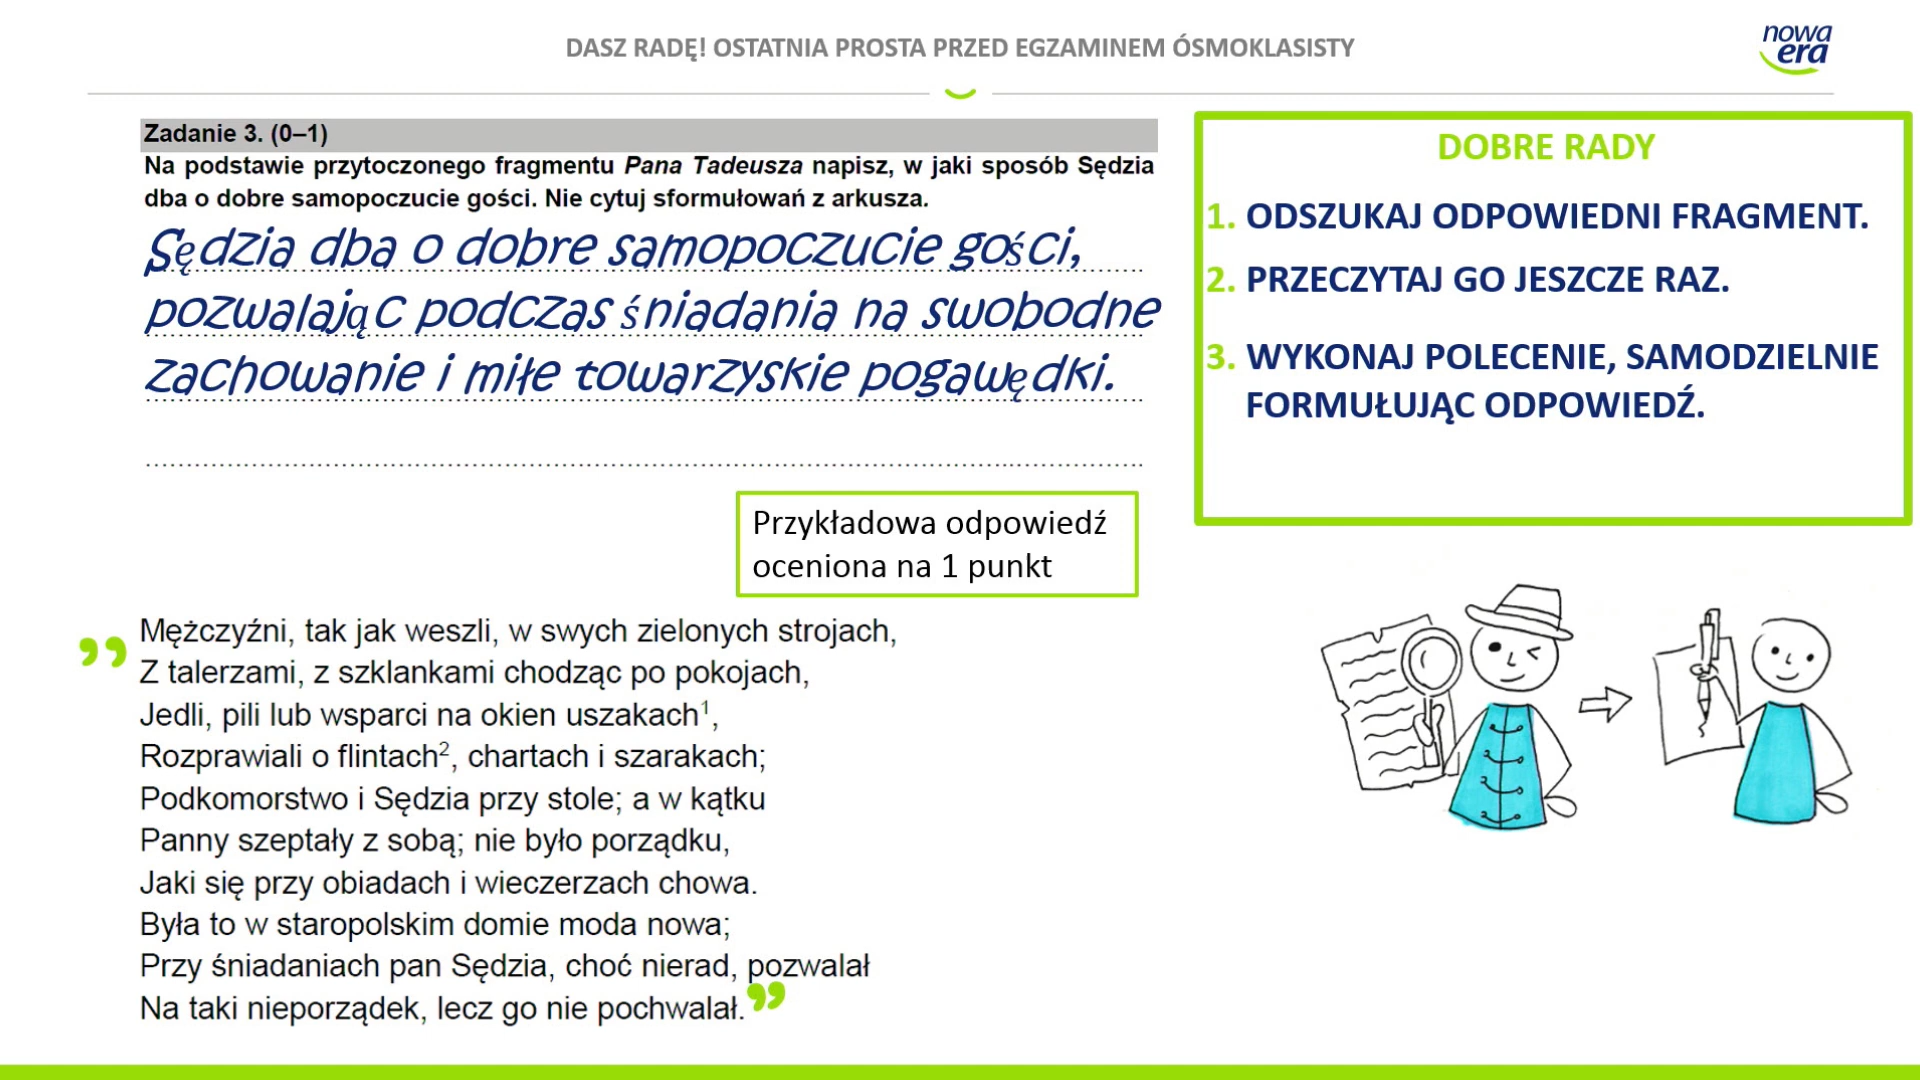 DASZ RADĘ! OSTATNIA PROSTA PRZED EGZAMINEM ÓSMOKLASISTY
nowa
era
Zadanie 3. (0–1)
Na podstawie przytoczonego fragmentu Pana Tadeusza napisz, w jaki sposób Sędzia
dba o dobre samopoczucie gości. Nie cytuj sformułowań z arkusza.
Sędzia dba o dobre samopoczucie gości,
pozwalając podczas śniadania na swobodne
zachowanie i miłe towarzyskie pogawędki.
Przykładowa odpowiedź
oceniona na 1 punkt
DOBRE RADY
1. ODSZUKAJ ODPOWIEDNI FRAGMENT.
2. PRZECZYTAJ GO JESZCZE RAZ.
3. WYKONAJ POLECENIE, SAMODZIELNIE
FORMUŁUJĄC ODPOWIEDŹ.
„Mężczyźni, tak jak weszli, w swych zielonych strojach,
Z talerzami, z szklankami chodząc po pokojach,
Jedli, pili lub wsparci na okien uszakach¹,
Rozprawiali o flintach², chartach i szarakach;
Podkomorstwo i Sędzia przy stole; a w kątku
Panny szeptały z sobą; nie było porządku,
Jaki się przy obiadach i wieczerzach chowa.
Była to w staropolskim domie moda nowa;
Przy śniadaniach pan Sędzia, choć nierad, pozwalał
Na taki nieporządek, lecz go nie pochwalał.”